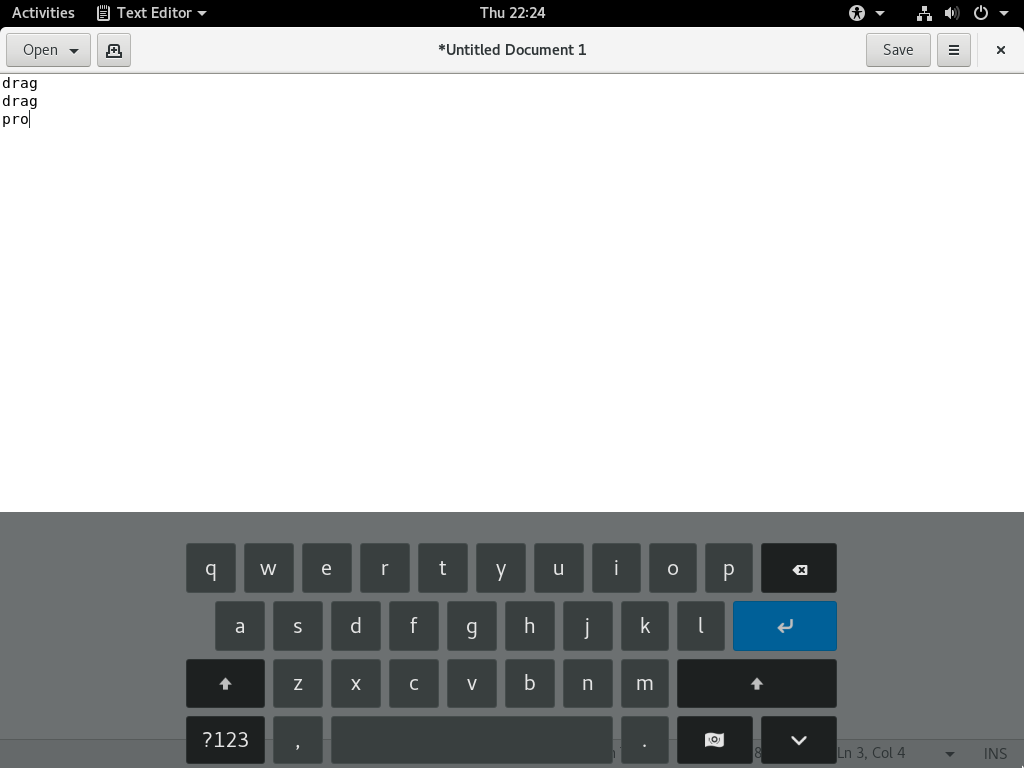 Activities Text Editor Thu 22:24
Open *Untitled Document 1 Save
drag
drag
pro
q w e r t y u i o p
a s d f g h j k l
z x c v b n m
?123 , .
Ln 3, Col 4 INS